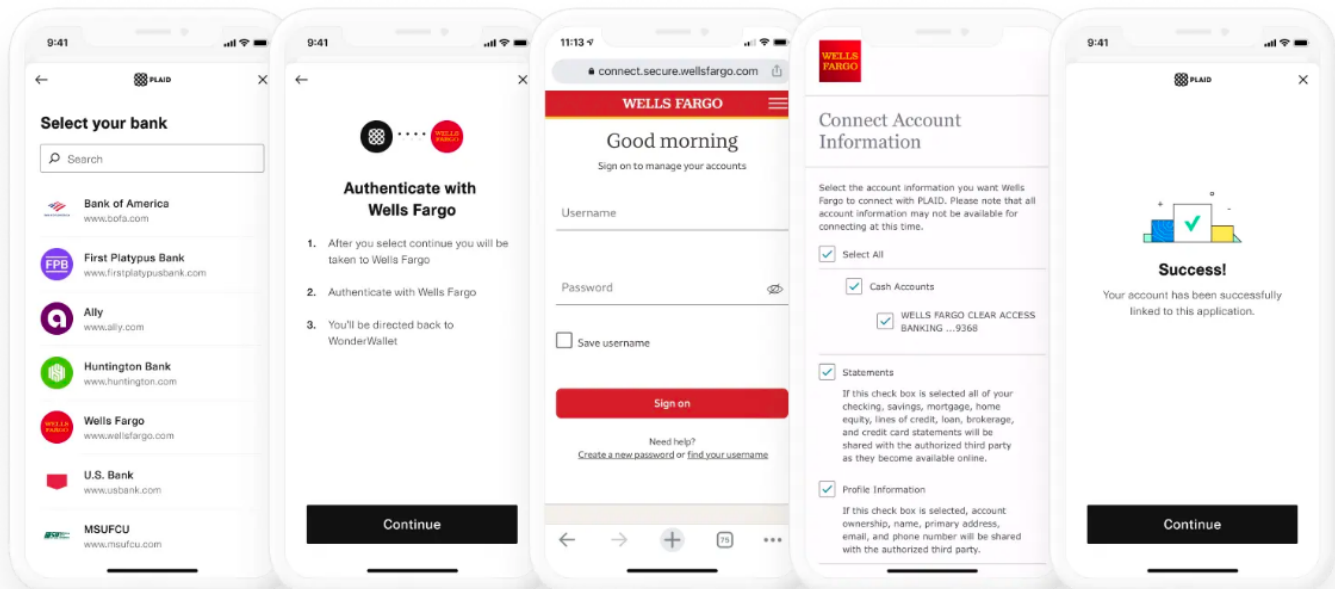 9:41
PLAID
Select your bank
Search
Bank of America
www.bofa.com
FPB
First Platypus Bank
www.firstplatypusbank.com
a
Ally
www.ally.com
Huntington Bank
www.huntington.com
WELLS
FARGO
Wells Fargo
www.wellsfargo.com
U.S. Bank
www.usbank.com
MSUFCU
www.msufcu.com
9:41
WELLS
FARGO
Authenticate with
Wells Fargo
1. After you select continue you will be
taken to Wells Fargo
2. Authenticate with Wells Fargo
3. You'll be directed back to
WonderWallet
Continue
11:13
connect.secure.wellsfargo.com
WELLS FARGO
Good morning
Sign on to manage your accounts
Username
Password
Save username
Sign on
Need help?
Create a new password or find your username
75
WELLS
FARGO
Connect Account
Information
Select the account information you want Wells
Fargo to connect with PLAID. Please note that all
account information may not be available for
connecting at this time.
Select All
Cash Accounts
WELLS FARGO CLEAR ACCESS
BANKING ...9368
Statements
If this check box is selected all of your
checking, savings, mortgage, home
equity, lines of credit, loan, brokerage,
and credit card statements will be
shared with the authorized third party
as they become available online.
Profile Information
If this check box is selected, account
ownership, name, primary address,
email, and phone number will be shared
with the authorized third party.
9:41
PLAID
Success!
Your account has been successfully
linked to this application.
Continue